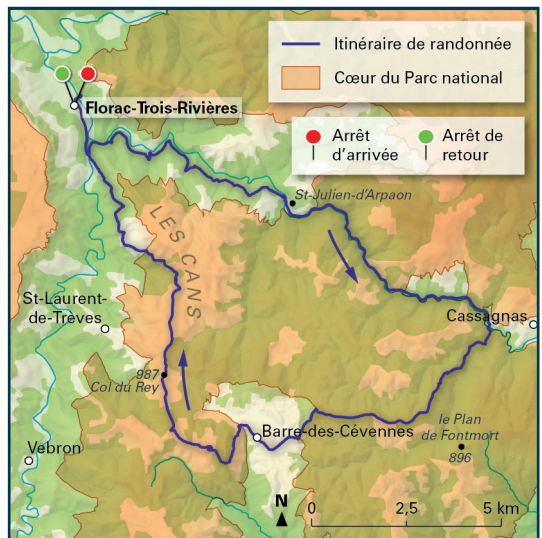 Itinéraire de randonnée
Cœur du Parc national
Arrêt
d'arrivée
Arrêt de
retour
Florac-Trois-Rivières
St-Julien-d'Arpaon
LES CANS
St-Laurent-
de-Trèves
Cassagnas
987
Col du Rey
Barre-des-Cévennes
le Plan
de Fontmort
896
Vebron
N
0 2,5 5 km